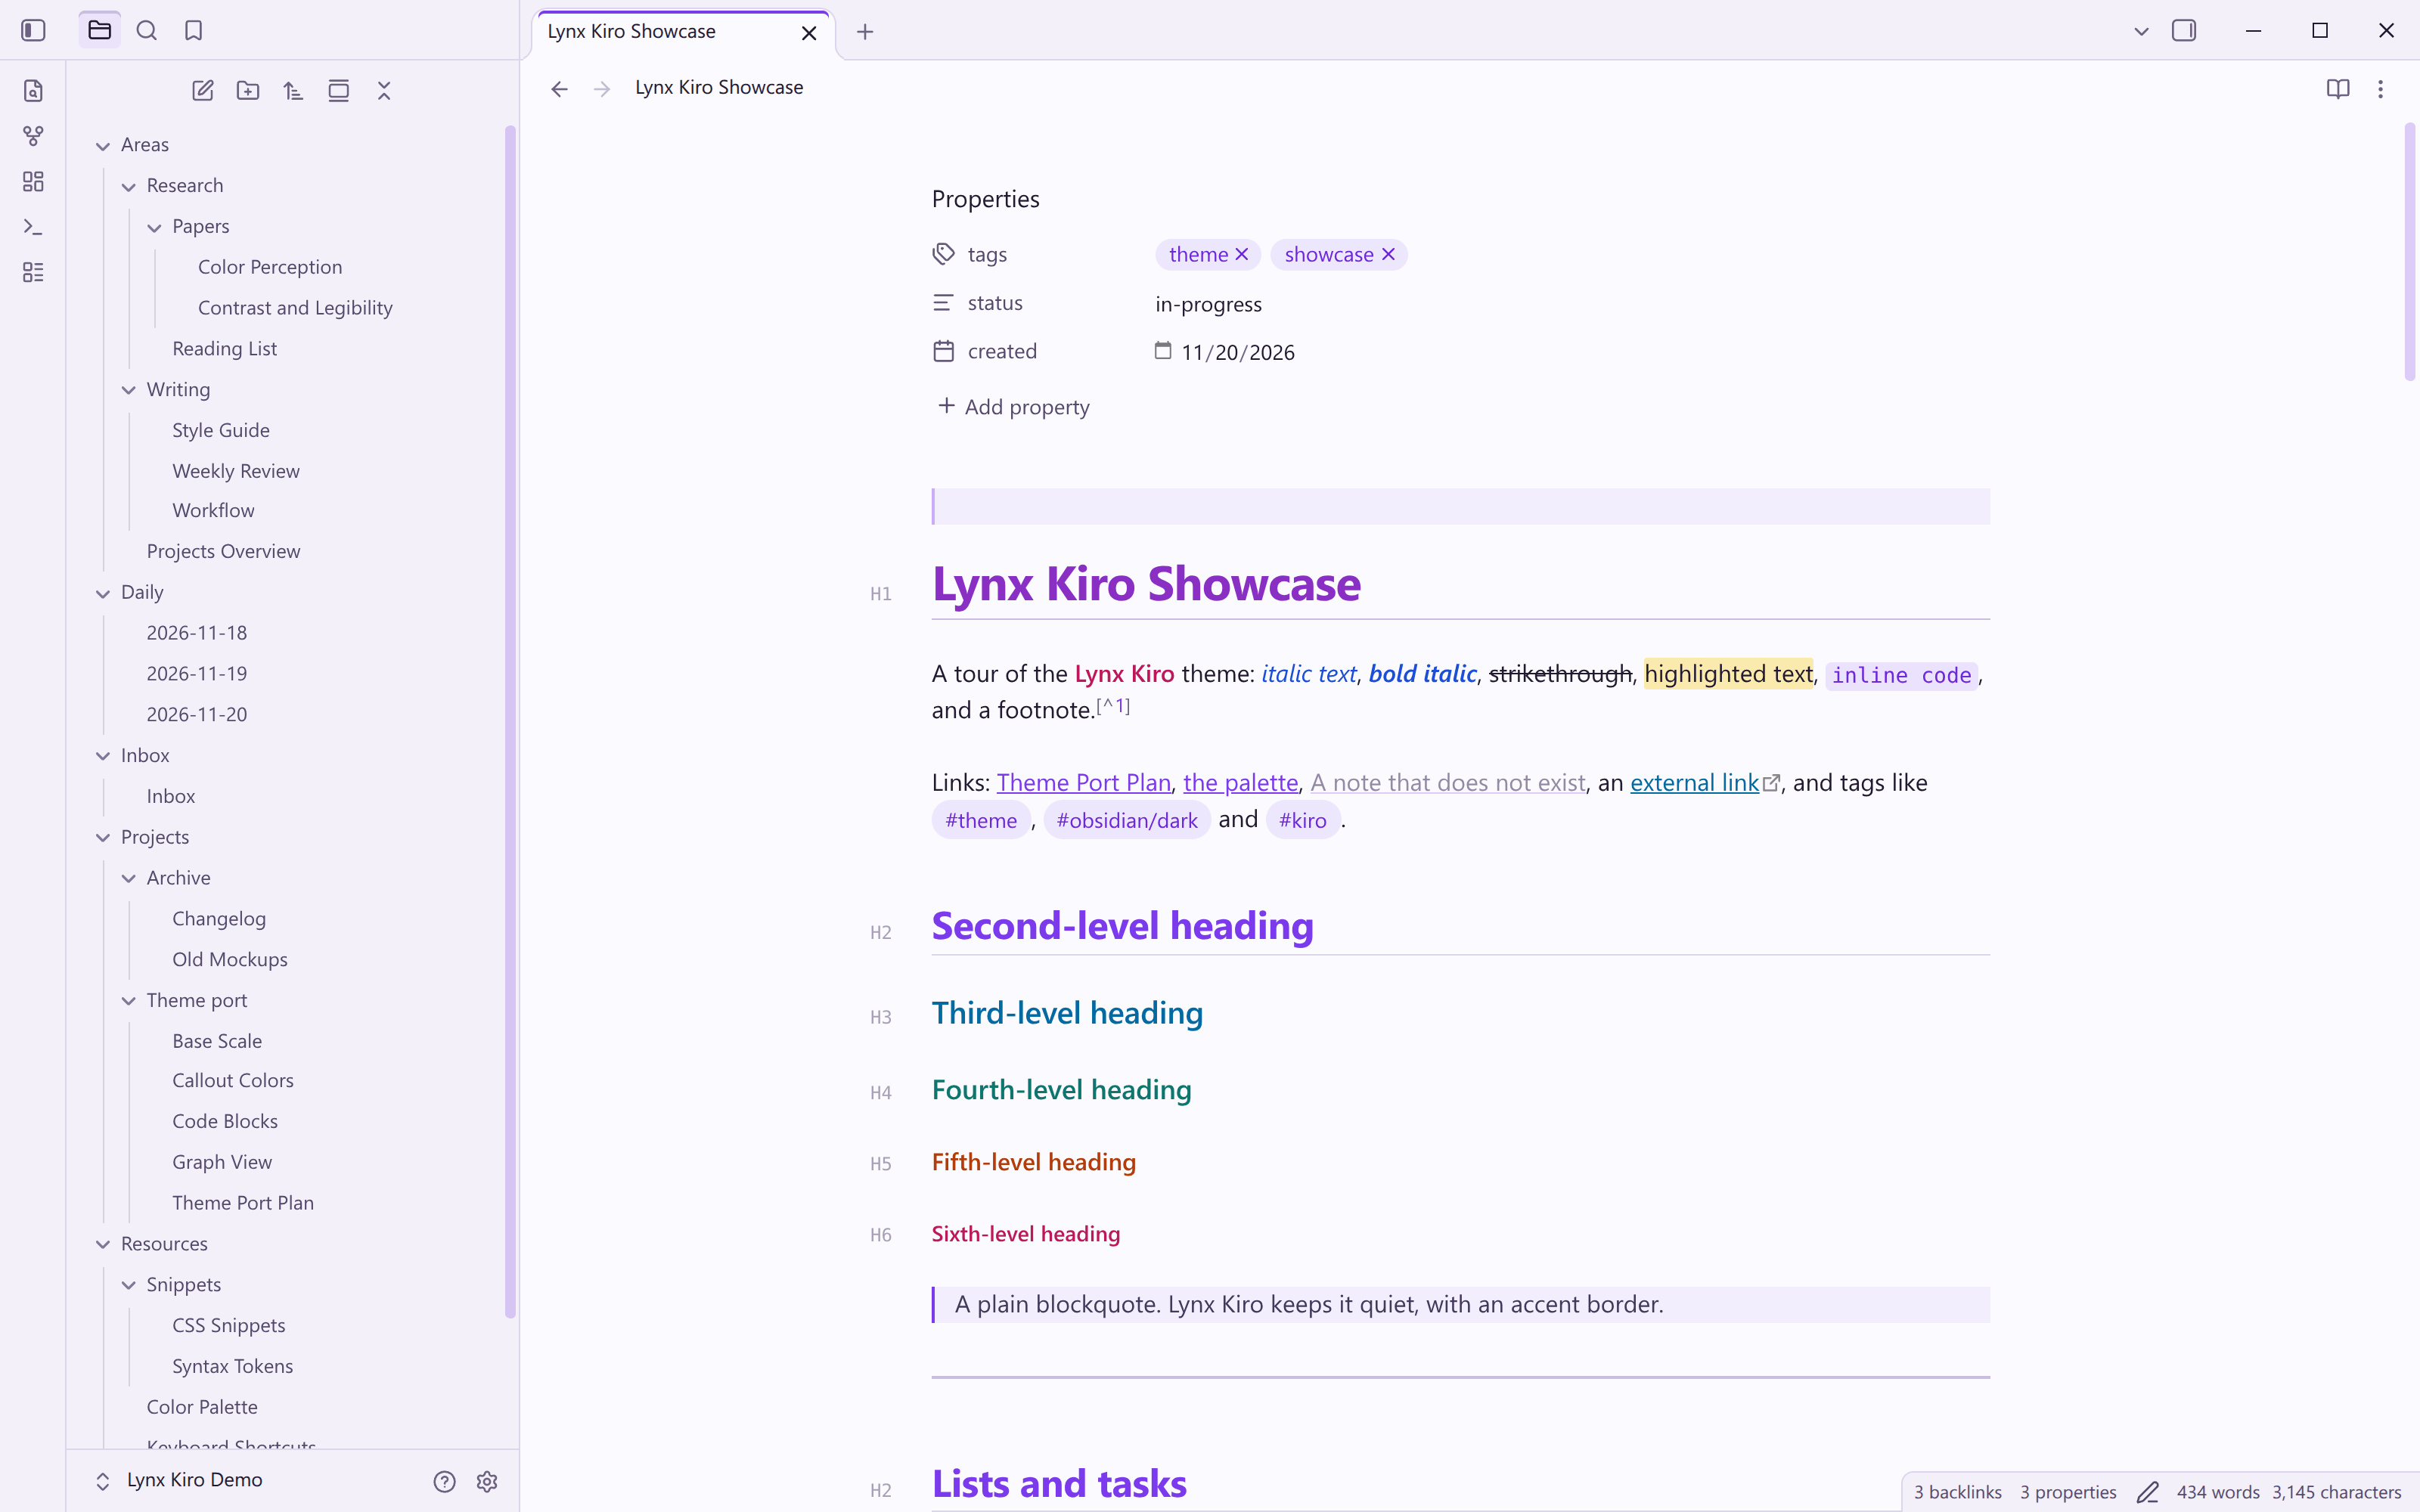 Lynx Kiro Showcase
Lynx Kiro Showcase
Areas
Research
Papers
Color Perception
Contrast and Legibility
Reading List
Writing
Style Guide
Weekly Review
Workflow
Projects Overview
Daily
2026-11-18
2026-11-19
2026-11-20
Inbox
Inbox
Projects
Archive
Changelog
Old Mockups
Theme port
Base Scale
Callout Colors
Code Blocks
Graph View
Theme Port Plan
Resources
Snippets
CSS Snippets
Syntax Tokens
Color Palette
Keyboard Shortcuts
Lynx Kiro Demo
Properties
tags theme showcase
status in-progress
created 11/20/2026
Add property
H1 Lynx Kiro Showcase
A tour of the Lynx Kiro theme: italic text, bold italic, strikethrough, highlighted text, inline code,
and a footnote.[^1]
Links: Theme Port Plan, the palette, A note that does not exist, an external link, and tags like
#theme, #obsidian/dark and #kiro.
H2 Second-level heading
H3 Third-level heading
H4 Fourth-level heading
H5 Fifth-level heading
H6 Sixth-level heading
A plain blockquote. Lynx Kiro keeps it quiet, with an accent border.
H2 Lists and tasks
3 backlinks 3 properties 434 words 3,145 characters